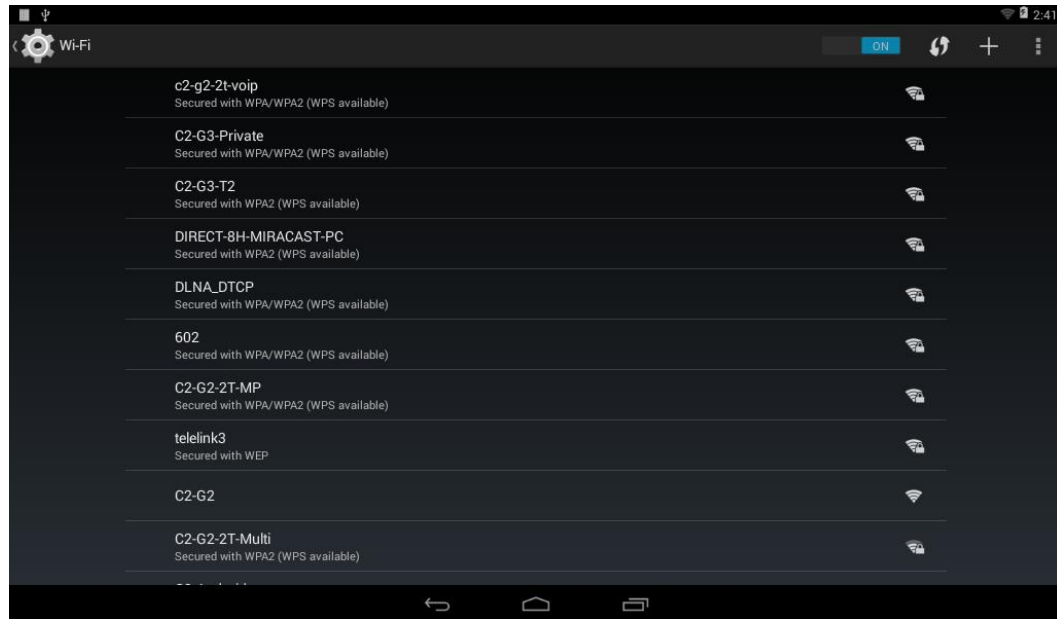 2:41
Wi-Fi
ON
c2-g2-2t-voip
Secured with WPA/WPA2 (WPS available)
C2-G3-Private
Secured with WPA/WPA2 (WPS available)
C2-G3-T2
Secured with WPA2 (WPS available)
DIRECT-8H-MIRACAST-PC
Secured with WPA2 (WPS available)
DLNA_DTCP
Secured with WPA/WPA2 (WPS available)
602
Secured with WPA/WPA2 (WPS available)
C2-G2-2T-MP
Secured with WPA/WPA2 (WPS available)
telelink3
Secured with WEP
C2-G2
C2-G2-2T-Multi
Secured with WPA2 (WPS available)